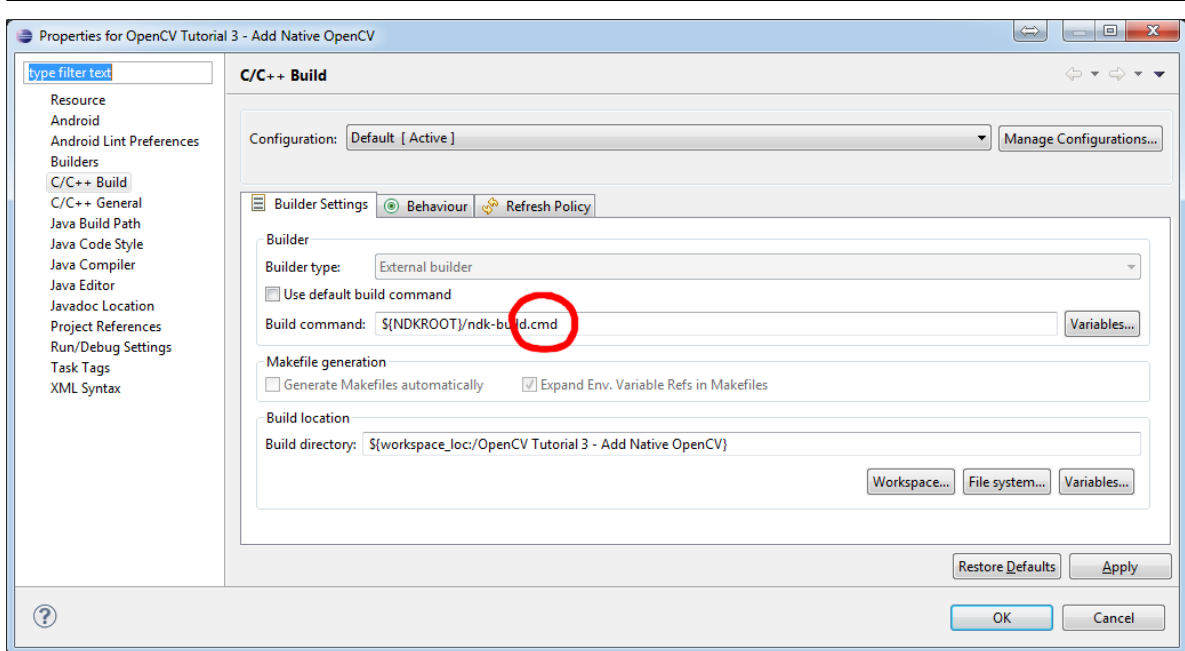 Properties for OpenCV Tutorial 3 - Add Native OpenCV
type filter text
Resource
Android
Android Lint Preferences
Builders
C/C++ Build
C/C++ General
Java Build Path
Java Code Style
Java Compiler
Java Editor
Javadoc Location
Project References
Run/Debug Settings
Task Tags
XML Syntax
C/C++ Build
Configuration: Default [ Active ] Manage Configurations...
Builder Settings Behaviour Refresh Policy
Builder
Builder type: External builder
Use default build command
Build command: ${NDKROOT}/ndk-build.cmd Variables...
Makefile generation
Generate Makefiles automatically Expand Env. Variable Refs in Makefiles
Build location
Build directory: ${workspace_loc:/OpenCV Tutorial 3 - Add Native OpenCV}
Workspace... File system... Variables...
Restore Defaults Apply
? OK Cancel